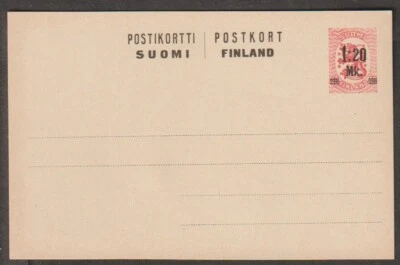 POSTIKORTTI | POSTKORT
SUOMI | FINLAND
1:20
MK.